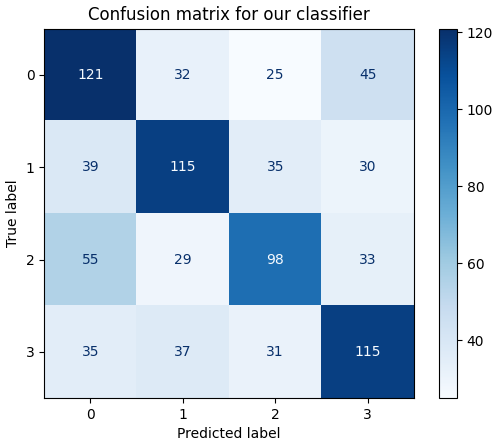 Confusion matrix for our classifier
120
0 121 32 25 45
100
1 39 115 35 30
80
True label
2 55 29 98 33
60
3 35 37 31 115
40
0 1 2 3
Predicted label